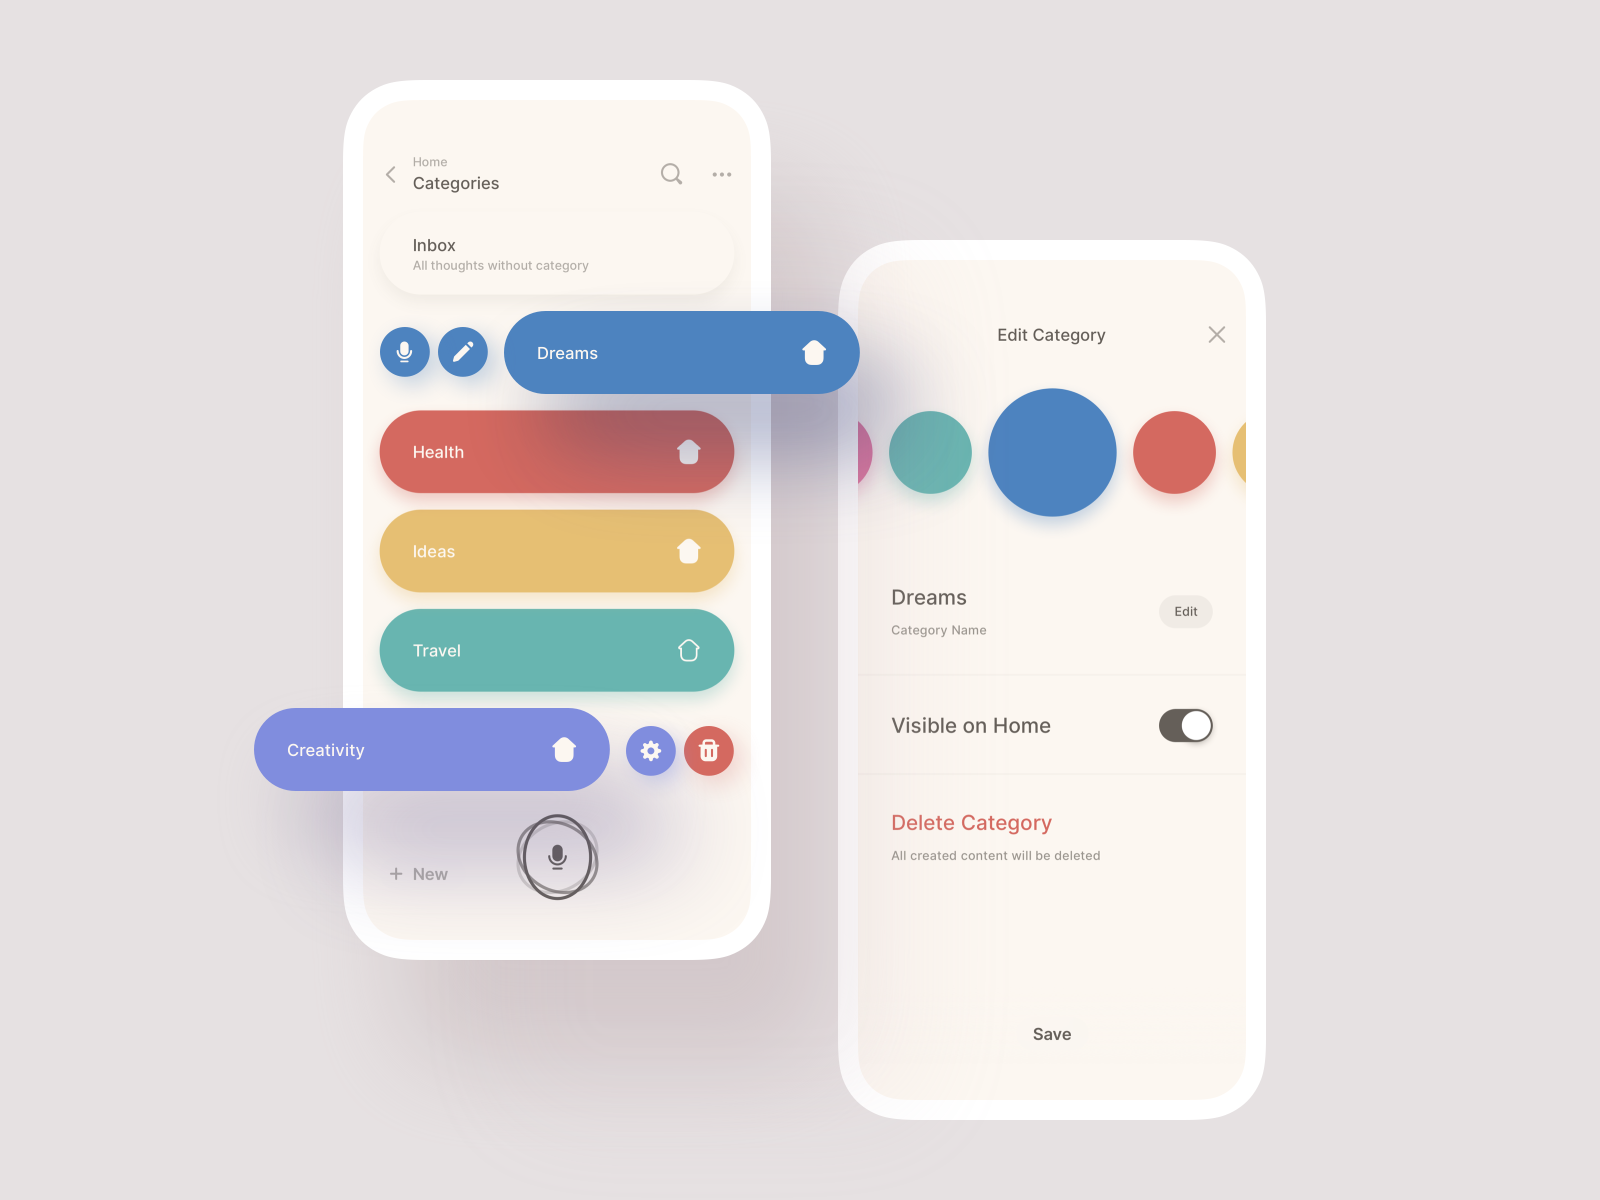 Home
Categories
Inbox
All thoughts without category
Dreams
Health
Ideas
Travel
Creativity
+ New
Edit Category
Dreams
Category Name
Edit
Visible on Home
Delete Category
All created content will be deleted
Save